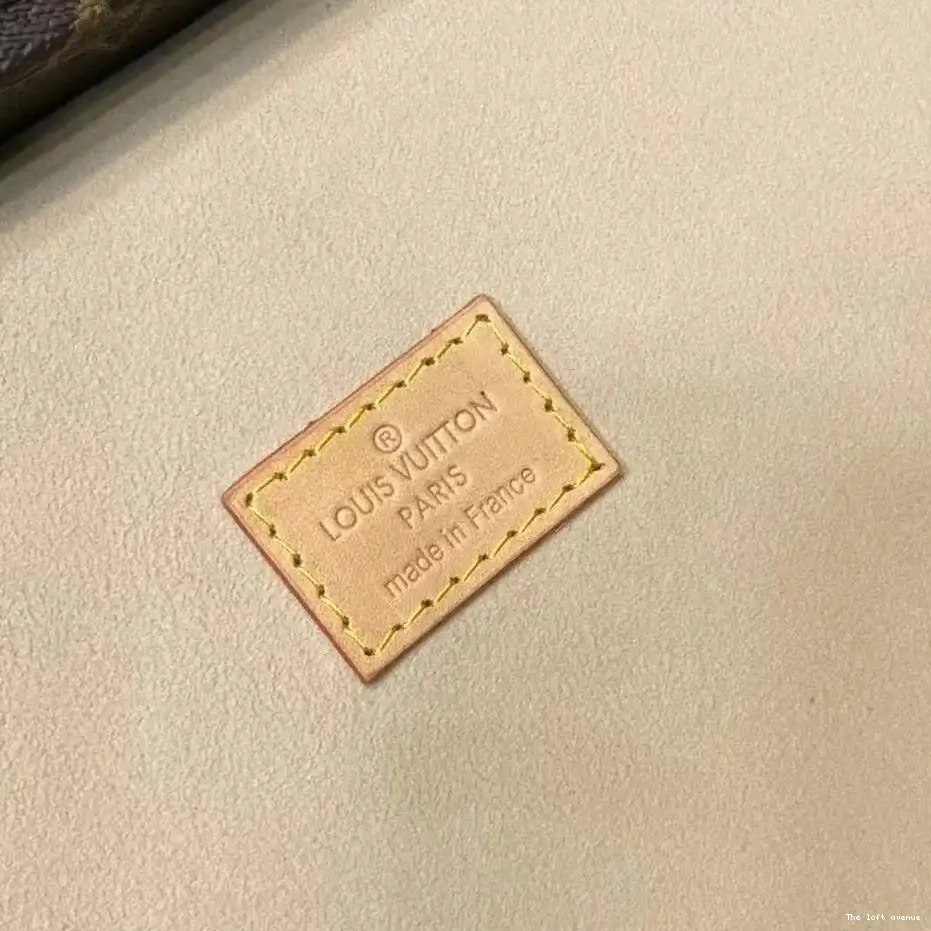 ®
LOUIS VUITTON
PARIS
made in France
The loft avenue